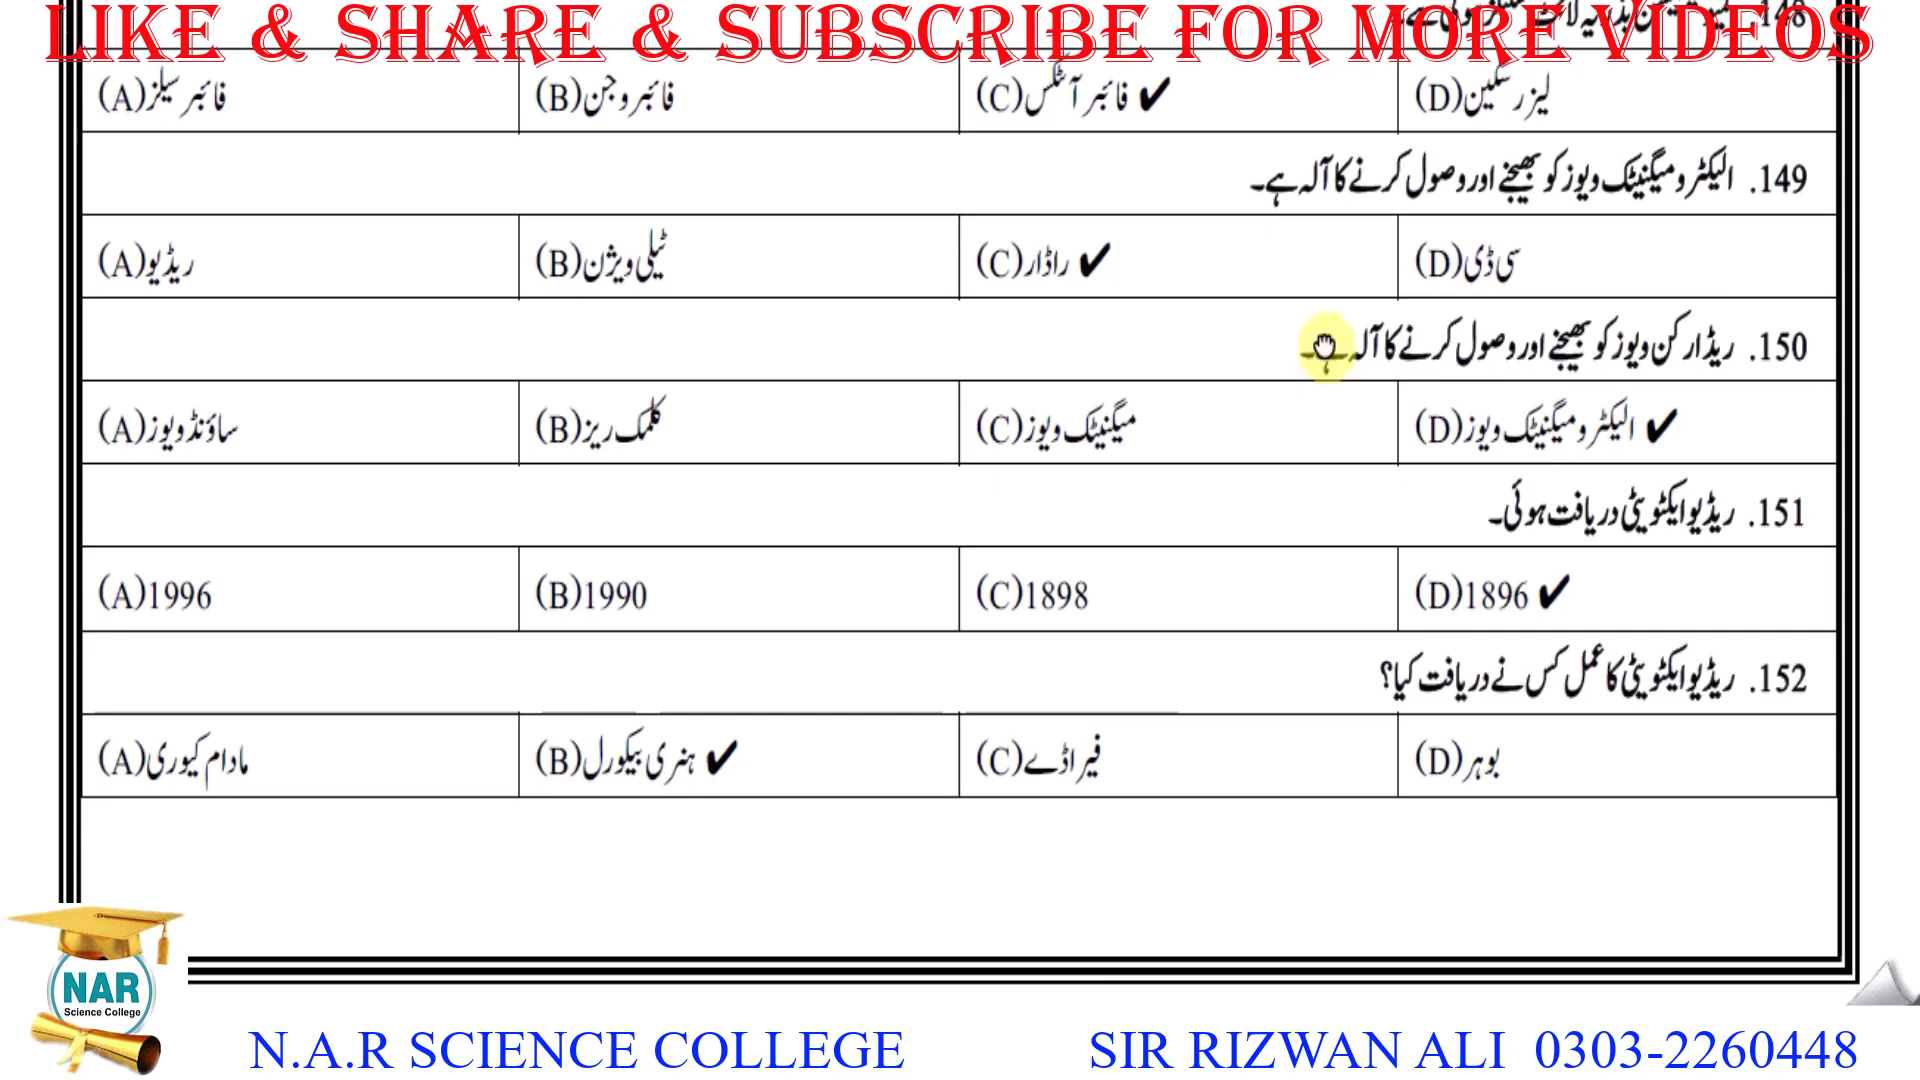 LIKE & SHARE & SUBSCRIBE FOR MORE VIDEOS
148.
(A)فائبر سیلز (B)فائبروجن (C)فائبر آپٹکس ✔ (D)لیزر سکین
149. الیکٹرو میگنیٹک ویوز کو بھیجنے اور وصول کرنے کا آلہ ہے۔
(A)ریڈیو (B)ٹیلی ویژن (C)راڈار ✔ (D)سی ڈی
150. ریڈار کن ویوز کو بھیجنے اور وصول کرنے کا آلہ ہے۔
(A)ساؤنڈ ویوز (B)کلمک ریز (C)میگنیٹک ویوز (D)الیکٹرو میگنیٹک ویوز ✔
151. ریڈیو ایکٹویٹی دریافت ہوئی۔
(A)1996 (B)1990 (C)1898 (D)1896 ✔
152. ریڈیو ایکٹویٹی کا عمل کس نے دریافت کیا؟
(A)مادام کیوری (B)ہنری بیکورل ✔ (C)فیراڈے (D)بوہر
NAR
Science College
N.A.R SCIENCE COLLEGE SIR RIZWAN ALI 0303-2260448